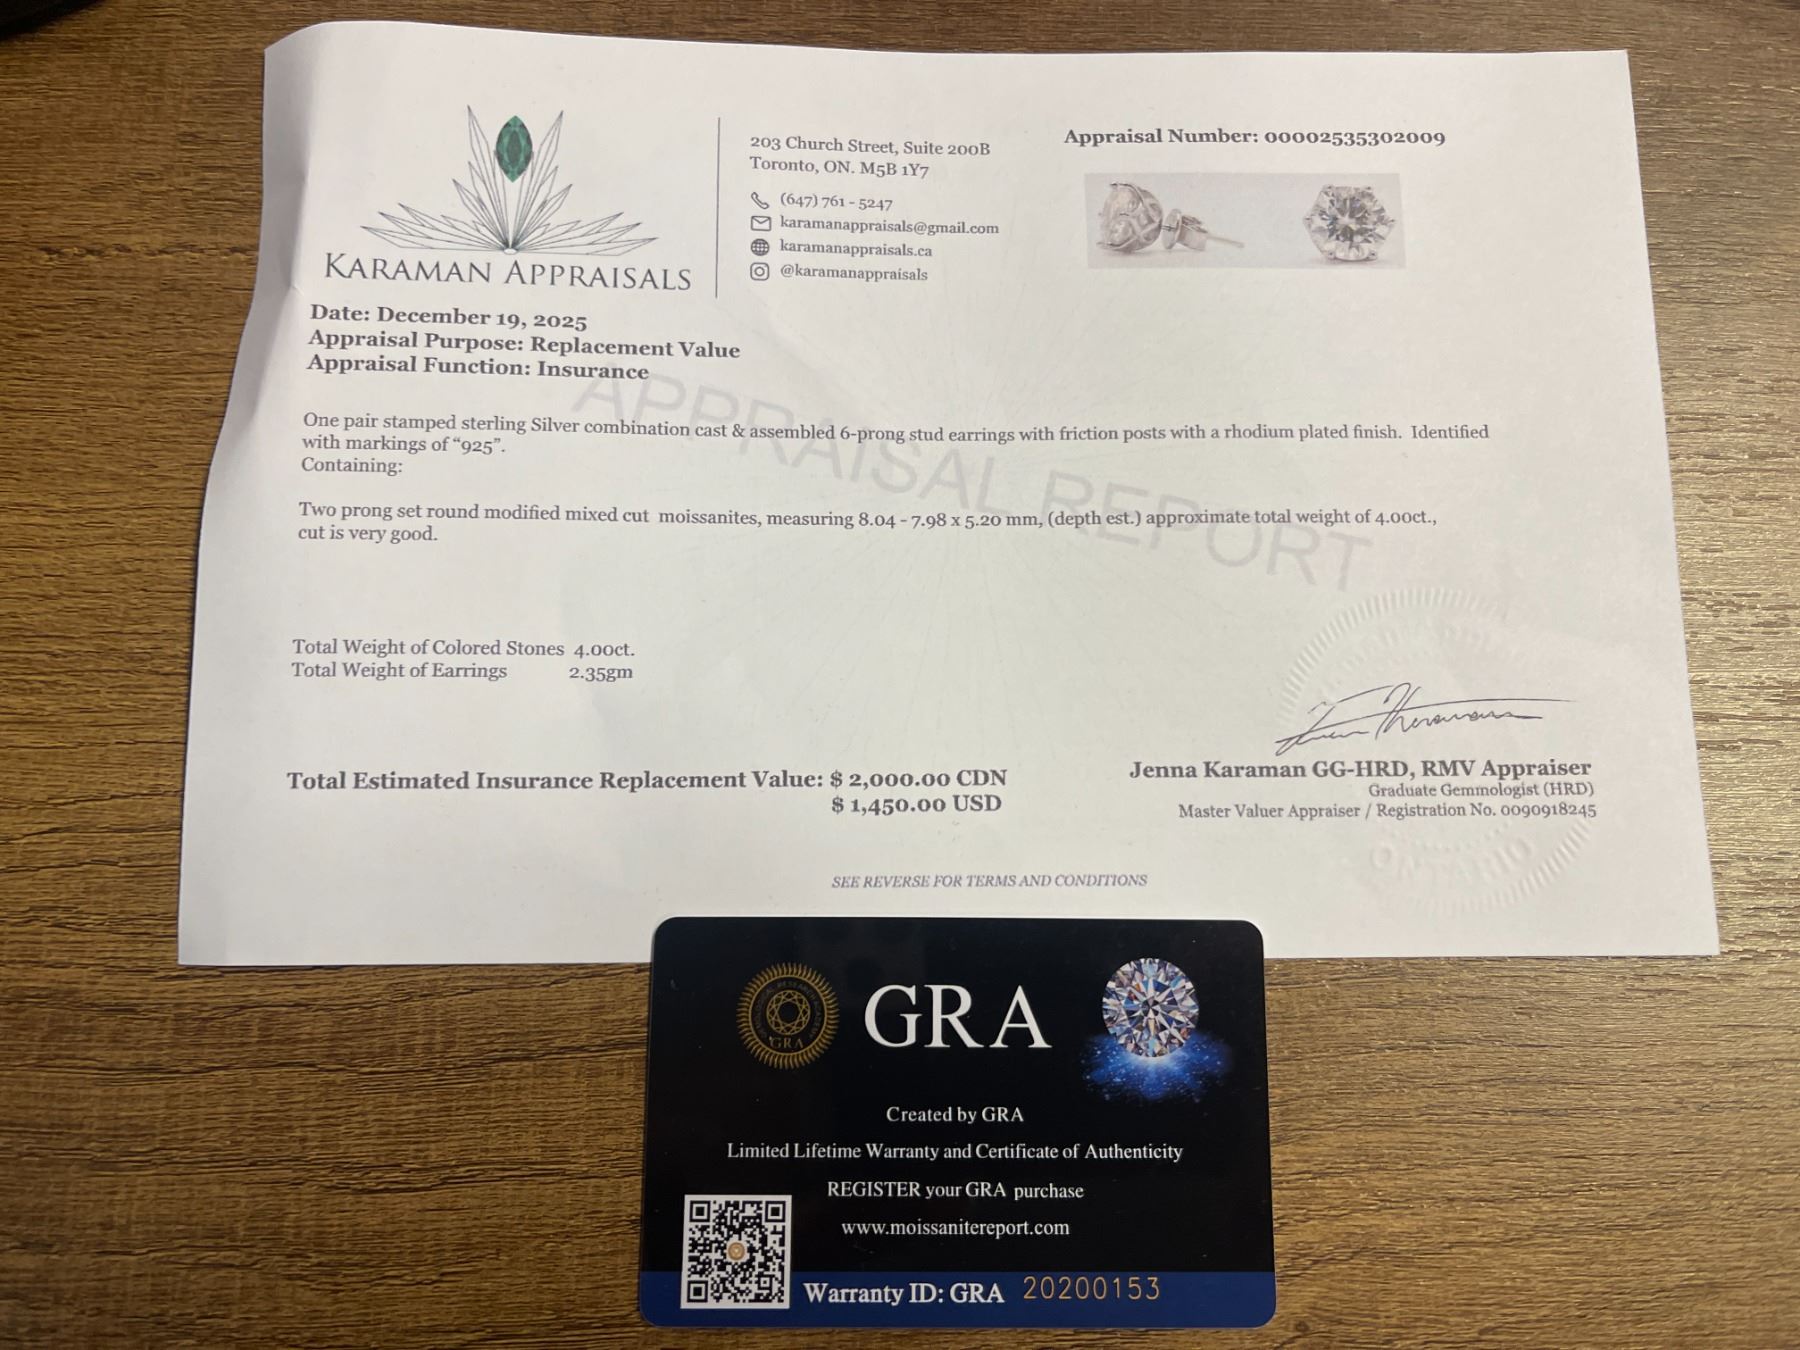 KARAMAN APPRAISALS
203 Church Street, Suite 200B
Toronto, ON. M5B 1Y7
(647) 761 - 5247
karamanappraisals@gmail.com
karamanappraisals.ca
@karamanappraisals
Appraisal Number: 00002535302009
Date: December 19, 2025
Appraisal Purpose: Replacement Value
Appraisal Function: Insurance
APPRAISAL REPORT
One pair stamped sterling Silver combination cast & assembled 6-prong stud earrings with friction posts with a rhodium plated finish. Identified
with markings of “925”.
Containing:
Two prong set round modified mixed cut moissanites, measuring 8.04 - 7.98 x 5.20 mm, (depth est.) approximate total weight of 4.00ct.,
cut is very good.
Total Weight of Colored Stones 4.00ct.
Total Weight of Earrings 2.35gm
Total Estimated Insurance Replacement Value: $ 2,000.00 CDN
$ 1,450.00 USD
Jenna Karaman GG-HRD, RMV Appraiser
Graduate Gemmologist (HRD)
Master Valuer Appraiser / Registration No. 0090918245
ONTARIO
SEE REVERSE FOR TERMS AND CONDITIONS
GEMOLOGICAL RESEARCH ACADEMY
GRA
GRA
Created by GRA
Limited Lifetime Warranty and Certificate of Authenticity
REGISTER your GRA purchase
www.moissanitereport.com
Warranty ID: GRA 20200153